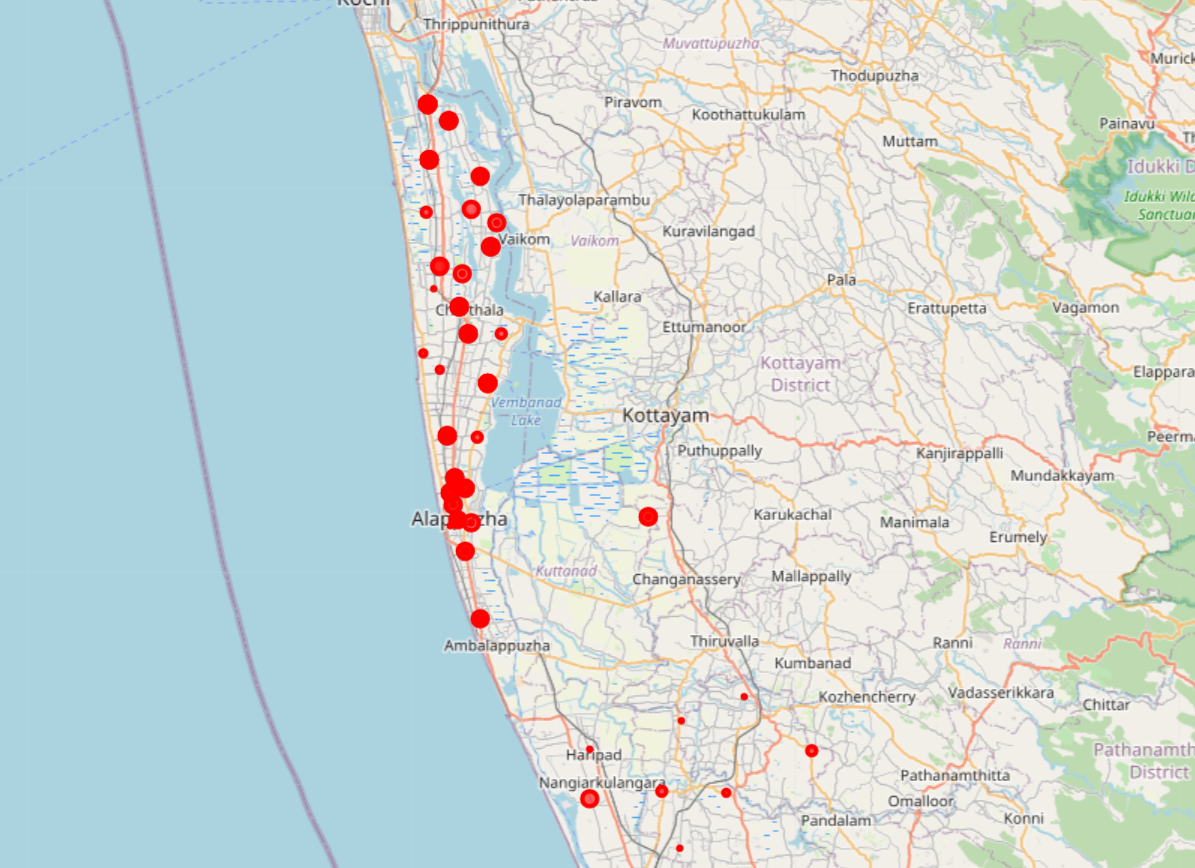 Kochi
Thrippunithura
Muvattupuzha
Thodupuzha
Murick
Piravom
Koothattukulam
Painavu
Muttam
Idukki D
Idukki Wild
Sanctuar
Thalayolaparambu
Vaikom
Vaikom
Kuravilangad
Pala
Kallara
Erattupetta
Vagamon
Ettumanoor
Kottayam
District
Elappara
Vembanad
Lake
Kottayam
Puthuppally
Kanjirappalli
Peerm
Mundakkayam
Karukachal
Manimala
Erumely
Kuttanad
Changanassery
Mallappally
Ambalappuzha
Thiruvalla
Kumbanad
Ranni
Ranni
Kozhencherry
Vadasserikkara
Chittar
Haripad
Pathanamth
District
Nangiarkulangara
Pathanamthitta
Omalloor
Pandalam
Konni